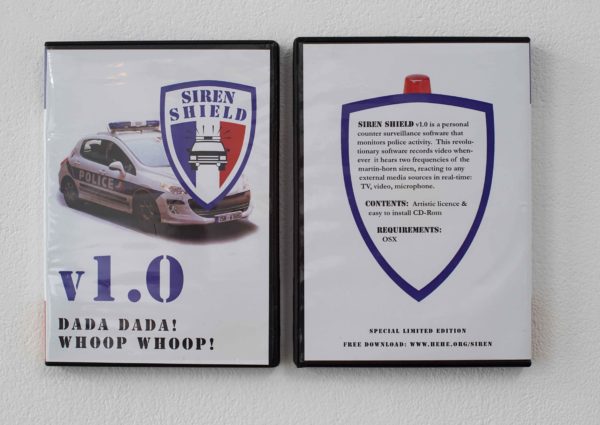 SIREN
SHIELD
POLICE
v1.0
DADA DADA!
WHOOP WHOOP!
SIREN SHIELD v1.0 is a personal
counter surveillance software that
monitors police activity. This revolu-
tionary software records video when-
ever it hears two frequencies of the
martin-horn siren, reacting to any
external media sources in real-time:
TV, video, microphone.
CONTENTS: Artistic licence &
easy to install CD-Rom
REQUIREMENTS:
OSX
SPECIAL LIMITED EDITION
FREE DOWNLOAD: WWW.HEHE.ORG/SIREN